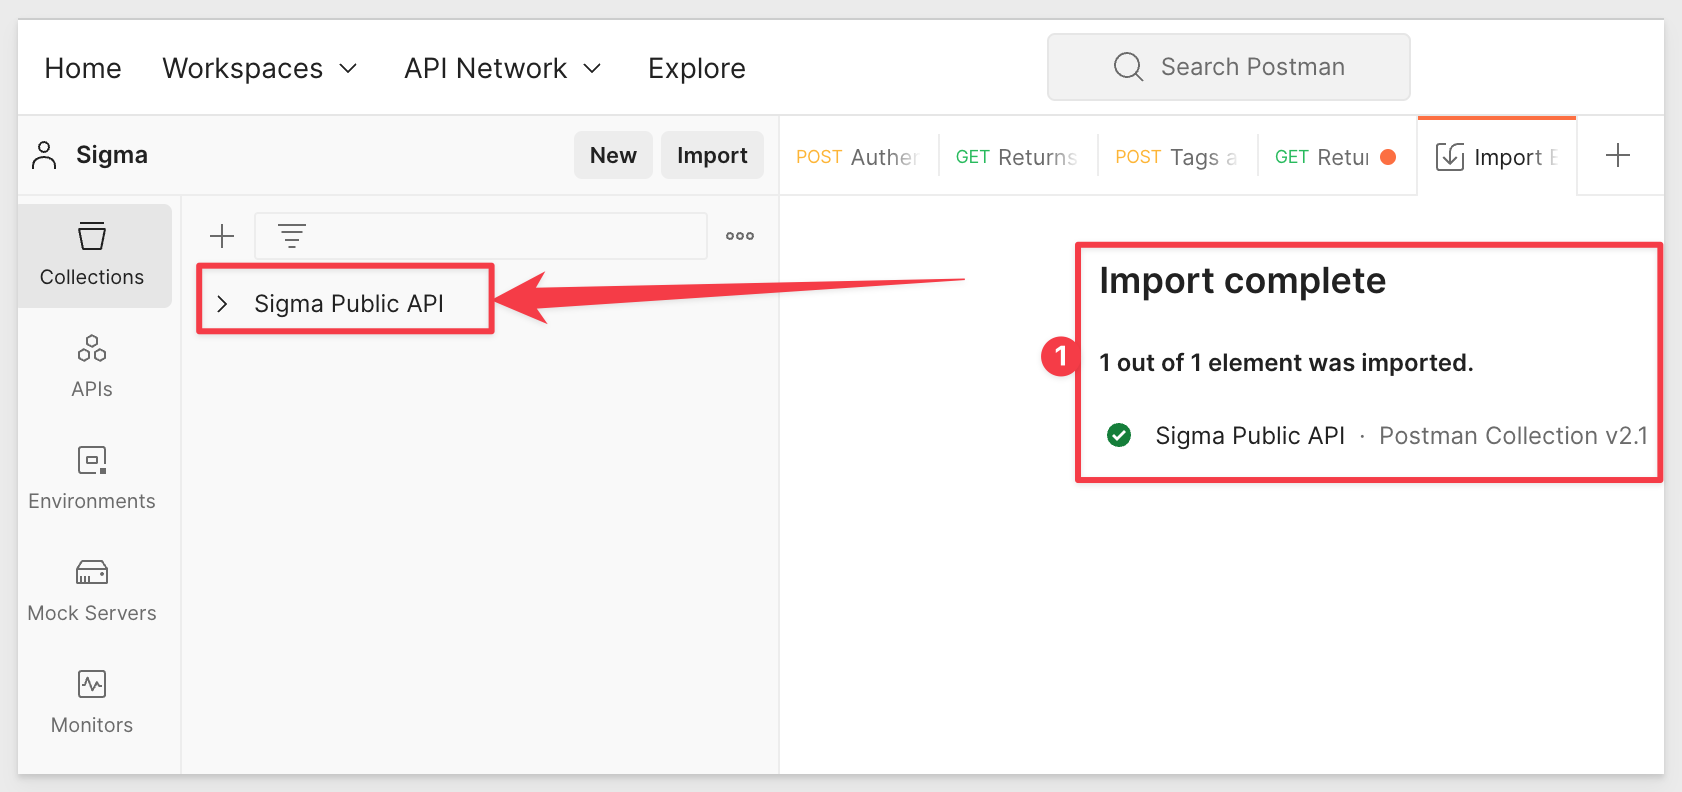 Home Workspaces API Network Explore Search Postman
Sigma New Import
POST Auther GET Returns POST Tags a GET Retur Import E
Collections
APIs
Environments
Mock Servers
Monitors
Sigma Public API
Import complete
1
1 out of 1 element was imported.
Sigma Public API · Postman Collection v2.1